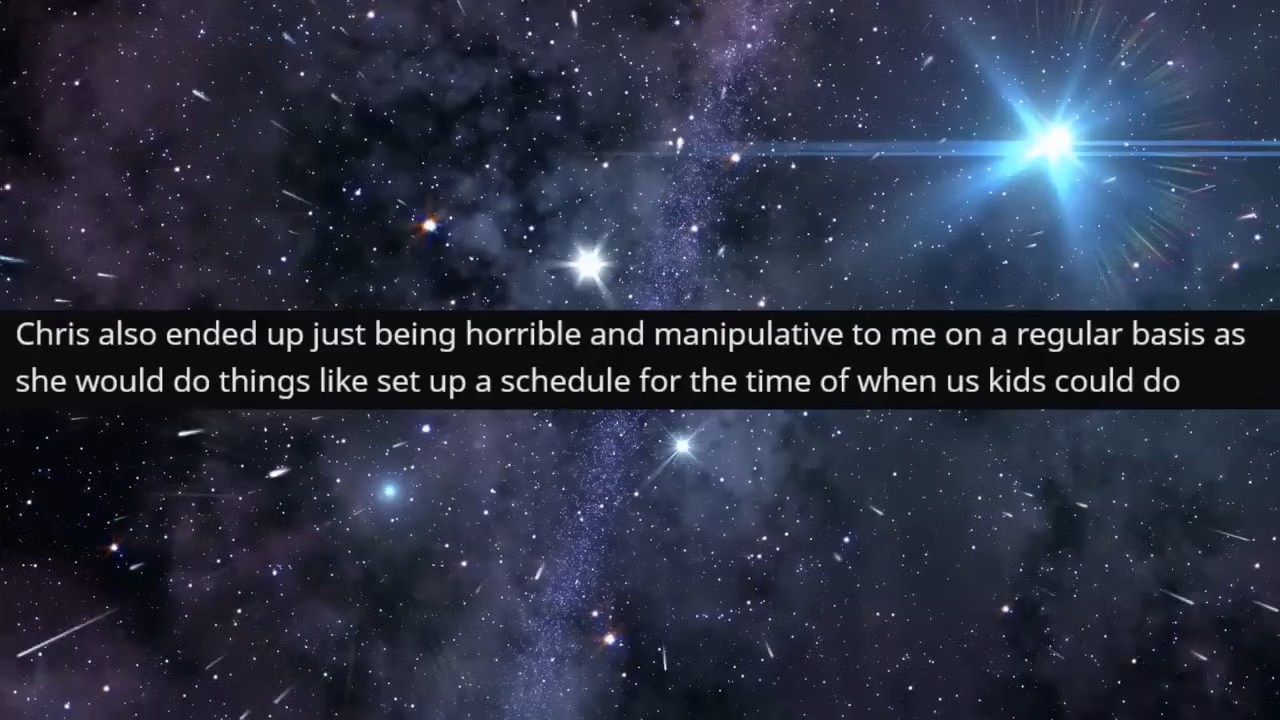 Chris also ended up just being horrible and manipulative to me on a regular basis as
she would do things like set up a schedule for the time of when us kids could do